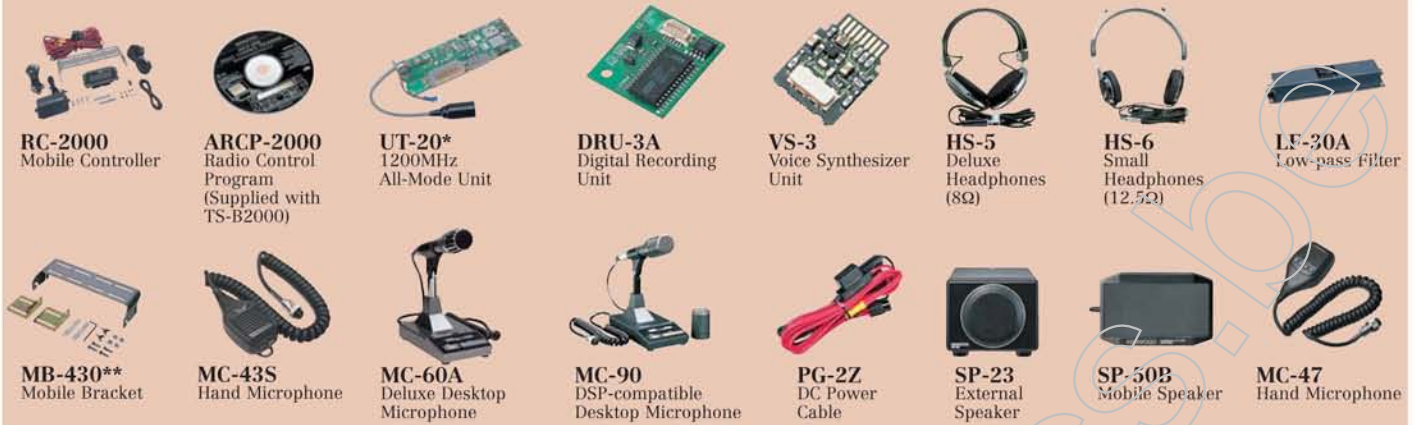 RC-2000
Mobile Controller
ARCP-2000
Radio Control
Program
(Supplied with
TS-B2000)
UT-20*
1200MHz
All-Mode Unit
DRU-3A
Digital Recording
Unit
VS-3
Voice Synthesizer
Unit
HS-5
Deluxe
Headphones
(8Ω)
HS-6
Small
Headphones
(12.5Ω)
LF-30A
Low-pass Filter
MB-430**
Mobile Bracket
MC-43S
Hand Microphone
MC-60A
Deluxe Desktop
Microphone
MC-90
DSP-compatible
Desktop Microphone
PG-2Z
DC Power
Cable
SP-23
External
Speaker
SP-50B
Mobile Speaker
MC-47
Hand Microphone
s.be